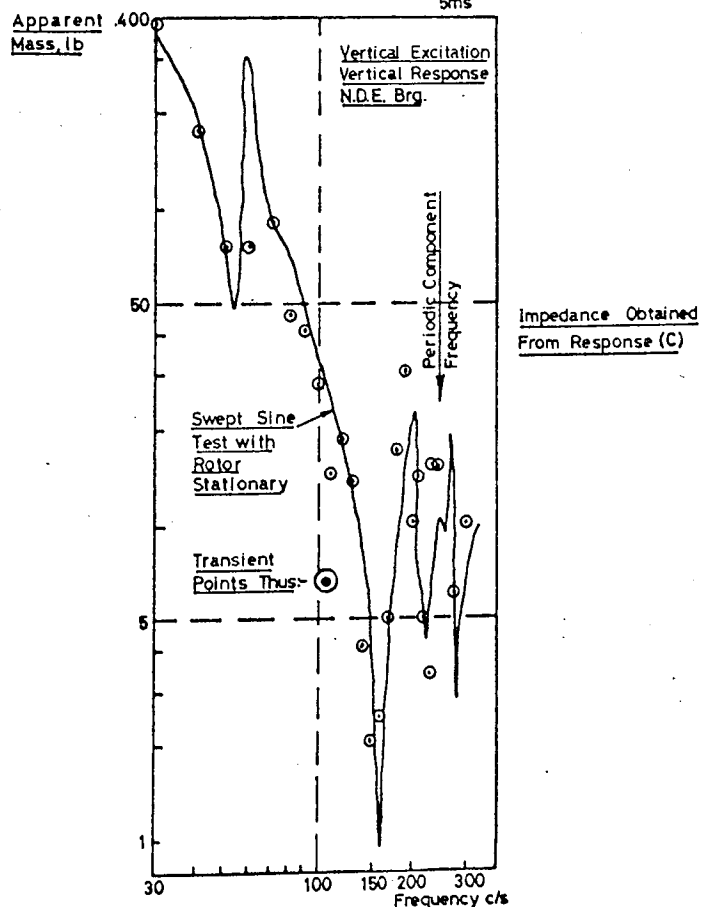 5ms
Apparent
Mass, lb
400
Vertical Excitation
Vertical Response
N.D.E. Brg.
Periodic Component
Frequency
50
Impedance Obtained
From Response (C)
Swept Sine
Test with
Rotor
Stationary
Transient
Points Thus:-
5
1
30
100
150
200
300
Frequency c/s